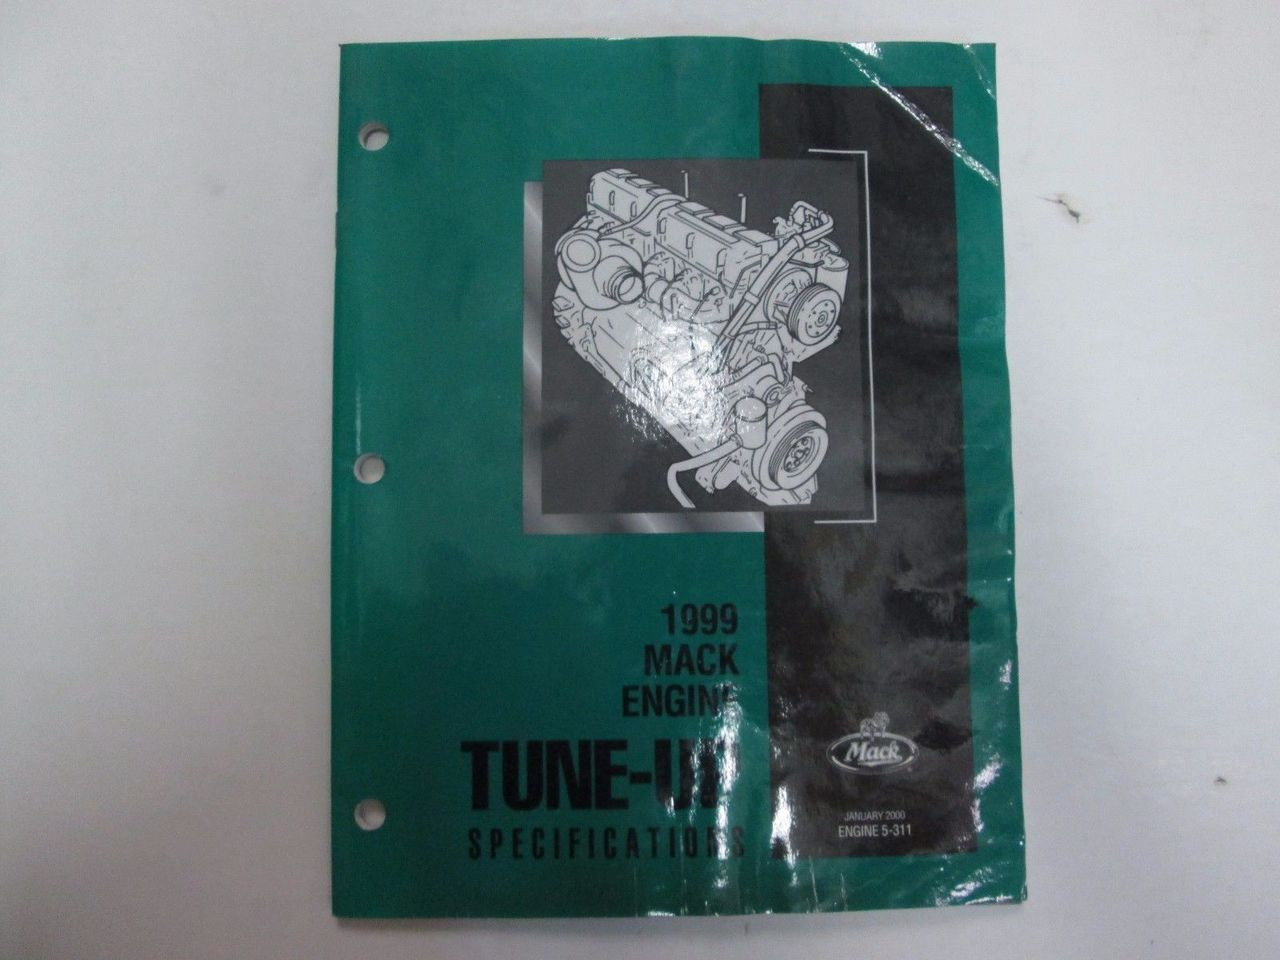 1999
MACK
ENGINE
TUNE-UP
SPECIFICATIONS
Mack
JANUARY 2000
ENGINE 5-311